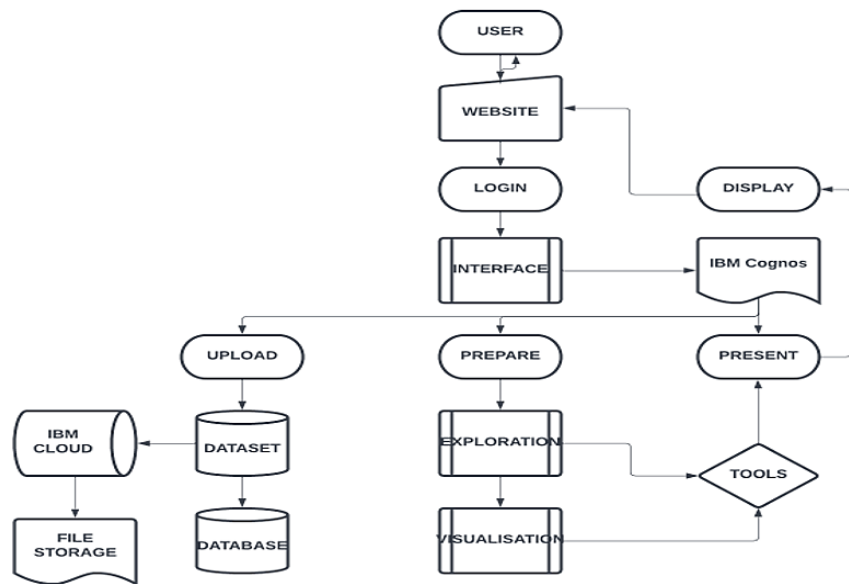 USER
WEBSITE
LOGIN
DISPLAY
INTERFACE
IBM Cognos
UPLOAD
PREPARE
PRESENT
IBM
CLOUD
DATASET
EXPLORATION
TOOLS
FILE
STORAGE
DATABASE
VISUALISATION